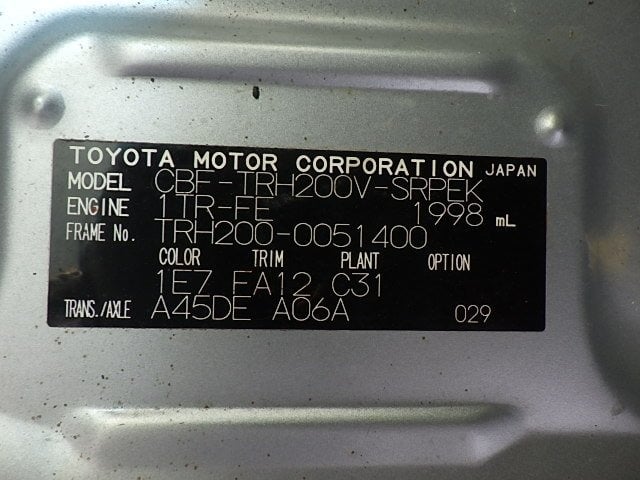 TOYOTA MOTOR CORPORATION JAPAN
MODEL CBF-TRH200V-SRPEK
ENGINE 1TR-FE 1998 mL
FRAME No. TRH200-0051400
COLOR TRIM PLANT OPTION
1E7 FA12 C31
TRANS./AXLE A45DE A06A 029